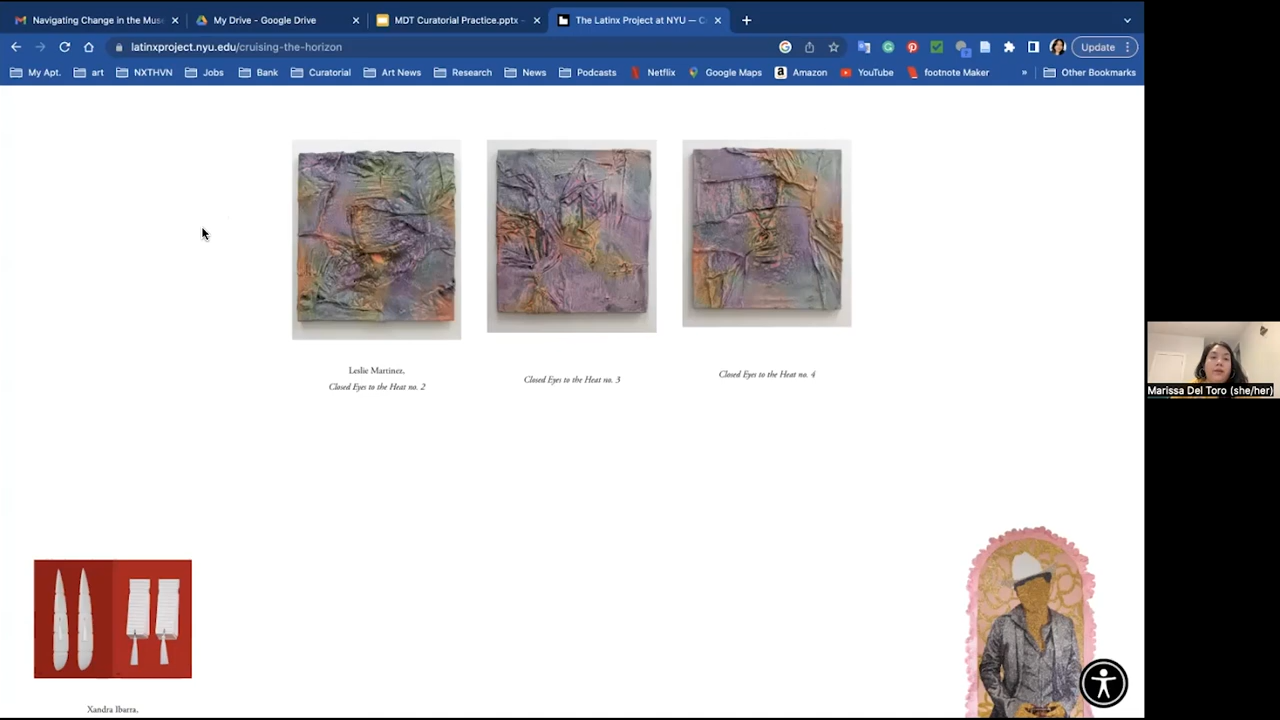 Navigating Change in the Muse
My Drive - Google Drive
MDT Curatorial Practice.pptx -
The Latinx Project at NYU — C
latinxproject.nyu.edu/cruising-the-horizon
Update
My Apt.
art
NXTHVN
Jobs
Bank
Curatorial
Art News
Research
News
Podcasts
Netflix
Google Maps
Amazon
YouTube
footnote Maker
»
Other Bookmarks
Leslie Martinez,
Closed Eyes to the Heat no. 2
Closed Eyes to the Heat no. 3
Closed Eyes to the Heat no. 4
Marissa Del Toro (she/her)
Xandra Ibarra,